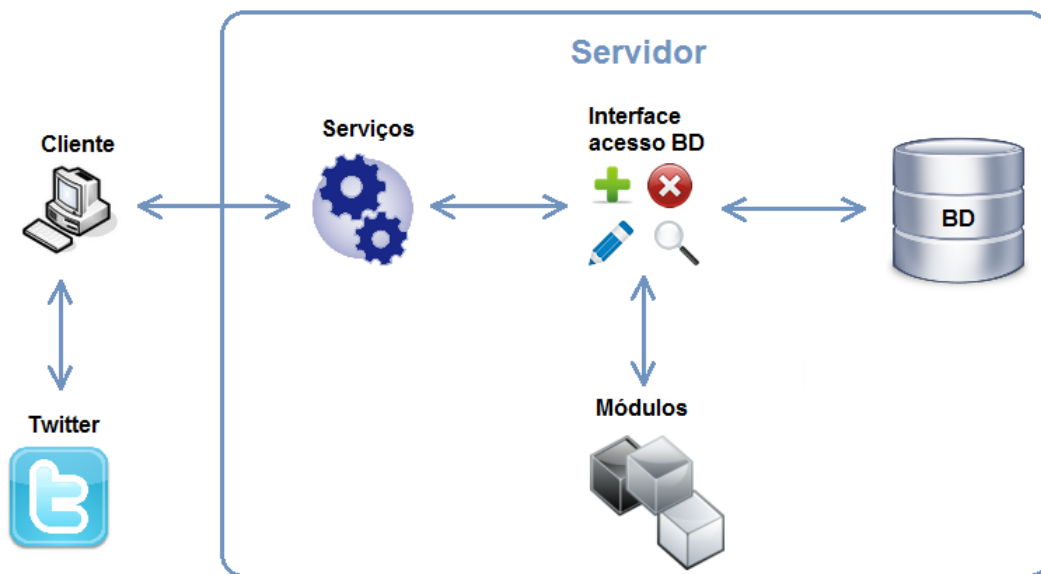 Servidor
Cliente
Serviços
Interface
acesso BD
BD
Twitter
Módulos